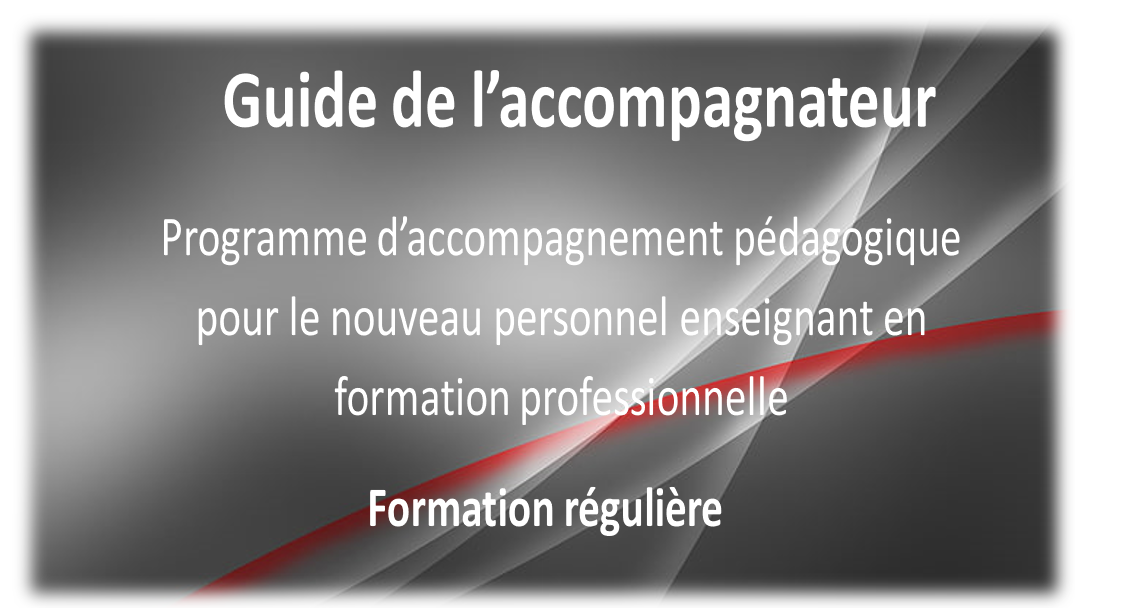 Guide de l’accompagnateur
Programme d’accompagnement pédagogique
pour le nouveau personnel enseignant en
formation professionnelle
Formation régulière